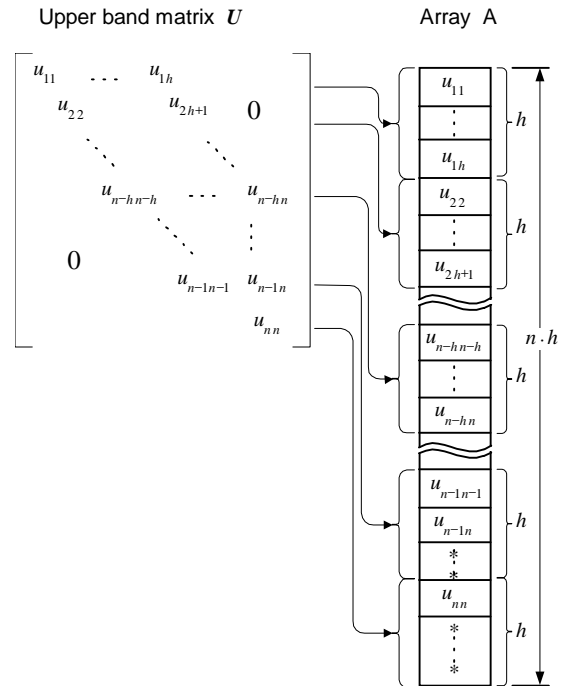 Upper band matrix U
Array A
u11 ... u1h
u22 u2h+1 0
un−hn−h ... un−hn
0
un−1n−1 un−1n
unn
u11
u1h
h
u22
u2h+1
h
un−hn−h
un−hn
h
n·h
un−1n−1
un−1n
*
*
h
unn
*
*
h